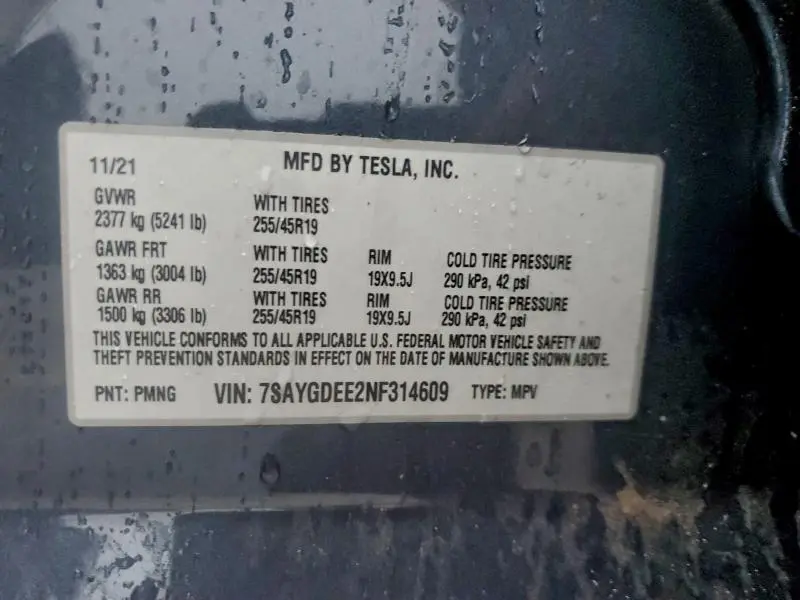 11/21 MFD BY TESLA, INC.
GVWR WITH TIRES
2377 kg (5241 lb) 255/45R19
GAWR FRT WITH TIRES RIM COLD TIRE PRESSURE
1363 kg (3004 lb) 255/45R19 19X9.5J 290 kPa, 42 psi
GAWR RR WITH TIRES RIM COLD TIRE PRESSURE
1500 kg (3306 lb) 255/45R19 19X9.5J 290 kPa, 42 psi
THIS VEHICLE CONFORMS TO ALL APPLICABLE U.S. FEDERAL MOTOR VEHICLE SAFETY AND
THEFT PREVENTION STANDARDS IN EFFECT ON THE DATE OF MANUFACTURE SHOWN ABOVE.
PNT: PMNG VIN: 7SAYGDEE2NF314609 TYPE: MPV